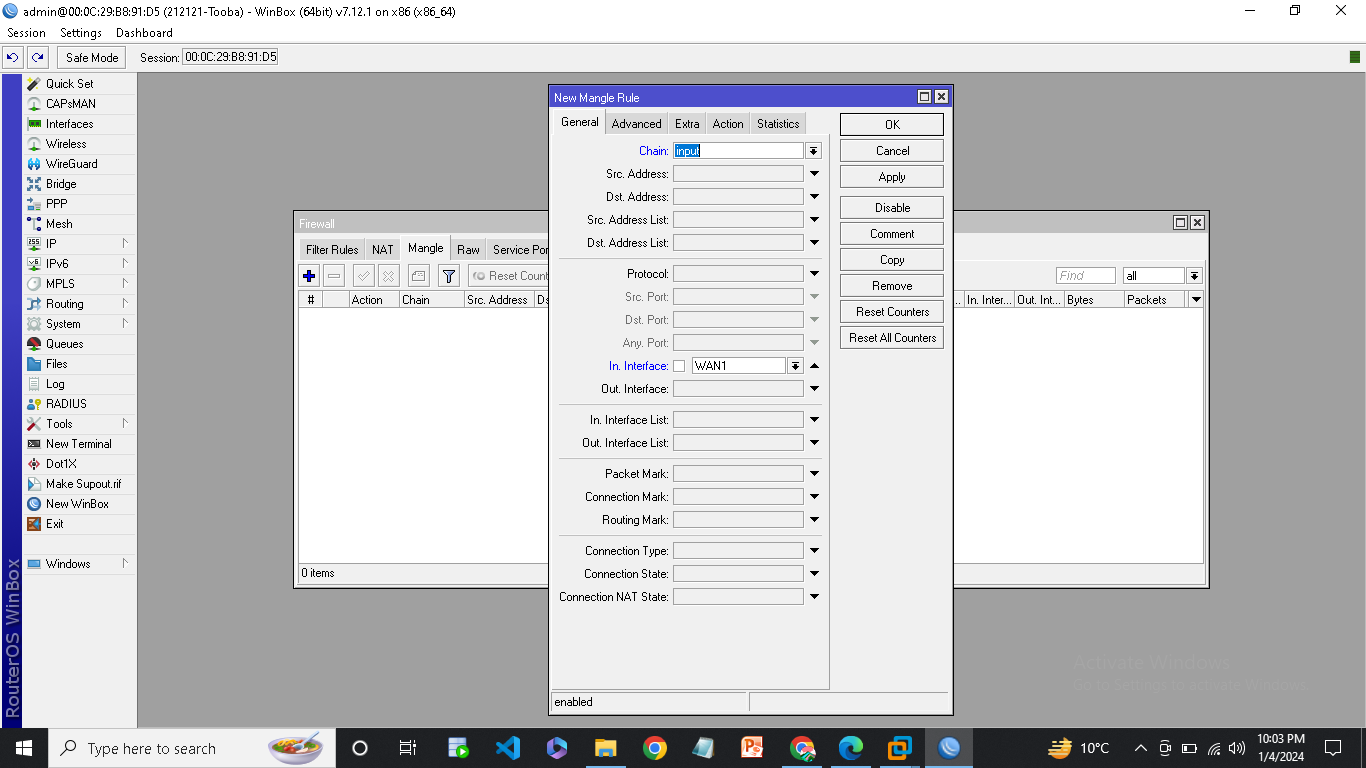 admin@00:0C:29:B8:91:D5 (212121-Tooba) - WinBox (64bit) v7.12.1 on x86 (x86_64)
Session Settings Dashboard
Safe Mode Session: 00:0C:29:B8:91:D5
Quick Set
CAPsMAN
Interfaces
Wireless
WireGuard
Bridge
PPP
Mesh
IP
IPv6
MPLS
Routing
System
Queues
Files
Log
RADIUS
Tools
New Terminal
Dot1X
Make Supout.rif
New WinBox
Exit
Windows
RouterOS WinBox
Firewall
Filter Rules NAT Mangle Raw Service Por
Reset Count
Find all
# Action Chain Src. Address Ds .. In. Inter... Out. Int... Bytes Packets
0 items
New Mangle Rule
General Advanced Extra Action Statistics
Chain: input
Src. Address:
Dst. Address:
Src. Address List:
Dst. Address List:
Protocol:
Src. Port:
Dst. Port:
Any. Port:
In. Interface: WAN1
Out. Interface:
In. Interface List:
Out. Interface List:
Packet Mark:
Connection Mark:
Routing Mark:
Connection Type:
Connection State:
Connection NAT State:
enabled
OK
Cancel
Apply
Disable
Comment
Copy
Remove
Reset Counters
Reset All Counters
Activate Windows
Go to Settings to activate Windows.
Type here to search
10°C
10:03 PM
1/4/2024